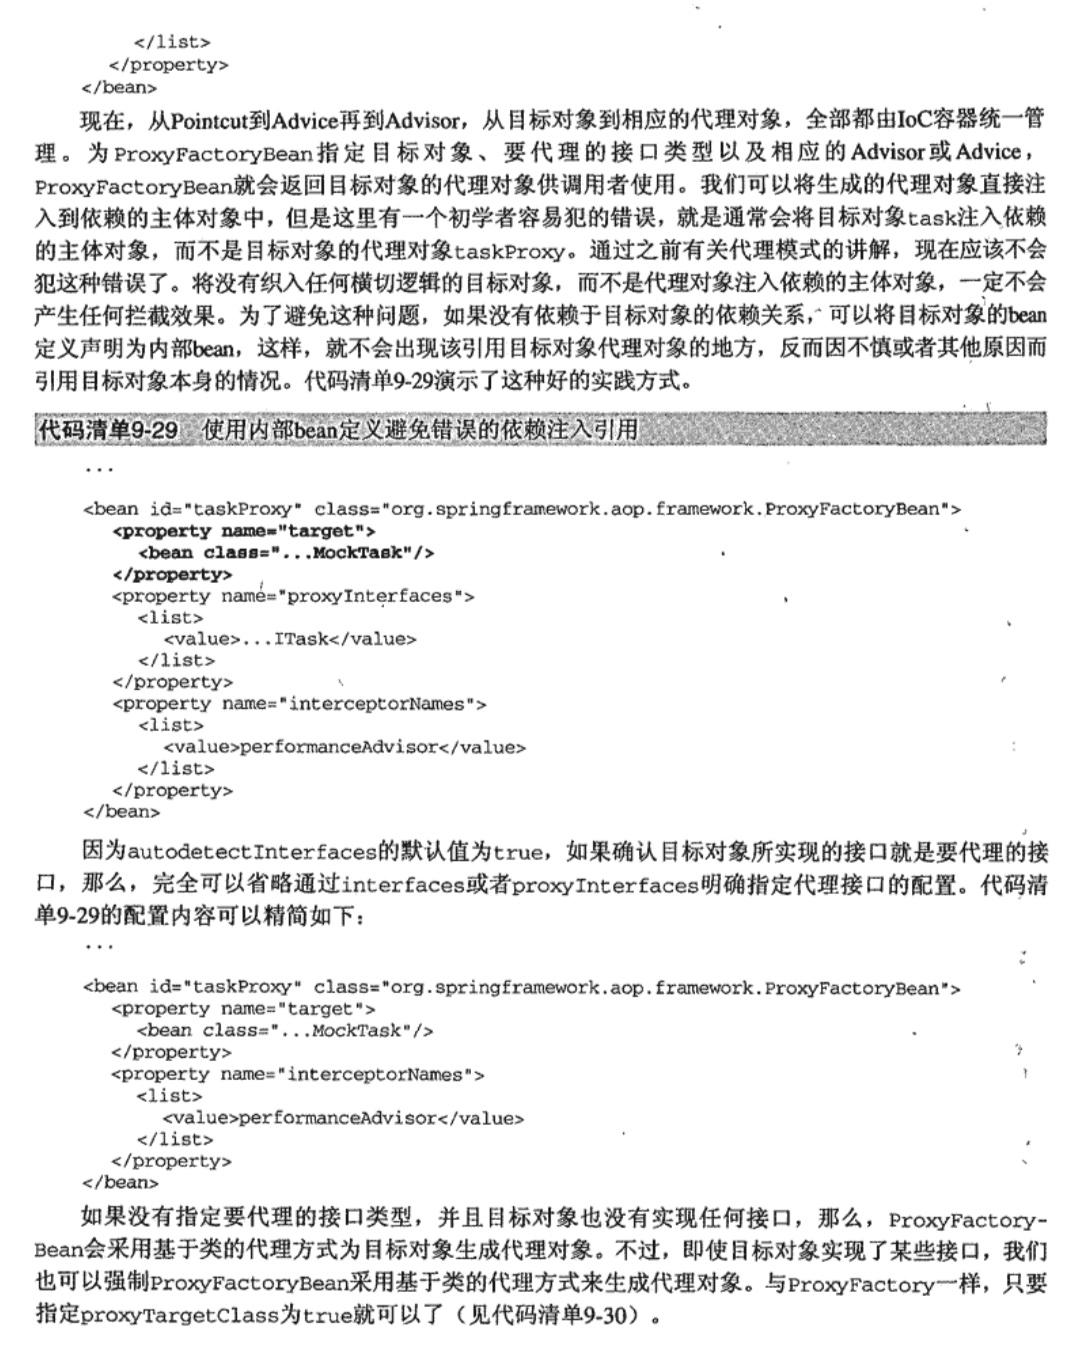 </list>
</property>
</bean>
现在，从Pointcut到Advice再到Advisor，从目标对象到相应的代理对象，全部都由IoC容器统一管
理。为ProxyFactoryBean指定目标对象、要代理的接口类型以及相应的Advisor或Advice，
ProxyFactoryBean就会返回目标对象的代理对象供调用者使用。我们可以将生成的代理对象直接注
入到依赖的主体对象中，但是这里有一个初学者容易犯的错误，就是通常会将目标对象task注入依赖
的主体对象，而不是目标对象的代理对象taskProxy。通过之前有关代理模式的讲解，现在应该不会
犯这种错误了。将没有织入任何横切逻辑的目标对象，而不是代理对象注入依赖的主体对象，一定不会
产生任何拦截效果。为了避免这种问题，如果没有依赖于目标对象的依赖关系，可以将目标对象的bean
定义声明为内部bean，这样，就不会出现该引用目标对象代理对象的地方，反而因不慎或者其他原因而
引用目标对象本身的情况。代码清单9-29演示了这种好的实践方式。
代码清单9-29 使用内部bean定义避免错误的依赖注入引用
...
<bean id="taskProxy" class="org.springframework.aop.framework.ProxyFactoryBean">
<property name="target">
<bean class="...MockTask"/>
</property>
<property name="proxyInterfaces">
<list>
<value>...ITask</value>
</list>
</property>
<property name="interceptorNames">
<list>
<value>performanceAdvisor</value>
</list>
</property>
</bean>
因为autodetectInterfaces的默认值为true，如果确认目标对象所实现的接口就是要代理的接
口，那么，完全可以省略通过interfaces或者proxyInterfaces明确指定代理接口的配置。代码清
单9-29的配置内容可以精简如下：
...
<bean id="taskProxy" class="org.springframework.aop.framework.ProxyFactoryBean">
<property name="target">
<bean class="...MockTask"/>
</property>
<property name="interceptorNames">
<list>
<value>performanceAdvisor</value>
</list>
</property>
</bean>
如果没有指定要代理的接口类型，并且目标对象也没有实现任何接口，那么，ProxyFactory-
Bean会采用基于类的代理方式为目标对象生成代理对象。不过，即使目标对象实现了某些接口，我们
也可以强制ProxyFactoryBean采用基于类的代理方式来生成代理对象。与ProxyFactory一样，只要
指定proxyTargetClass为true就可以了（见代码清单9-30）。